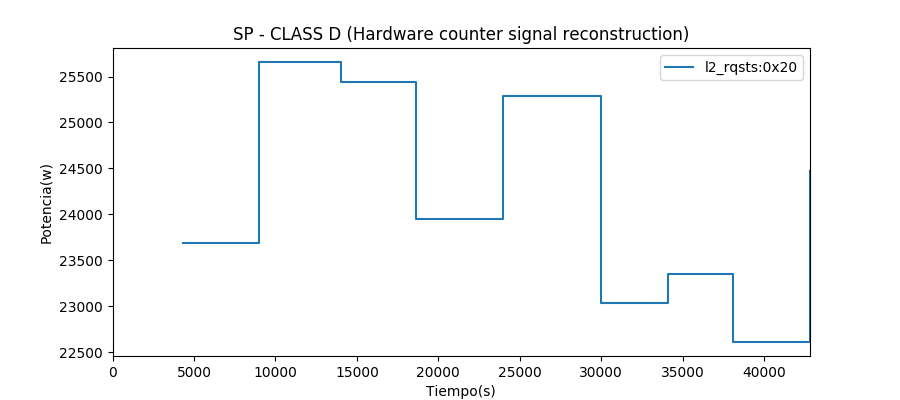 SP - CLASS D (Hardware counter signal reconstruction)
l2_rqsts:0x20
Potencia(w)
25500
25000
24500
24000
23500
23000
22500
0 5000 10000 15000 20000 25000 30000 35000 40000
Tiempo(s)